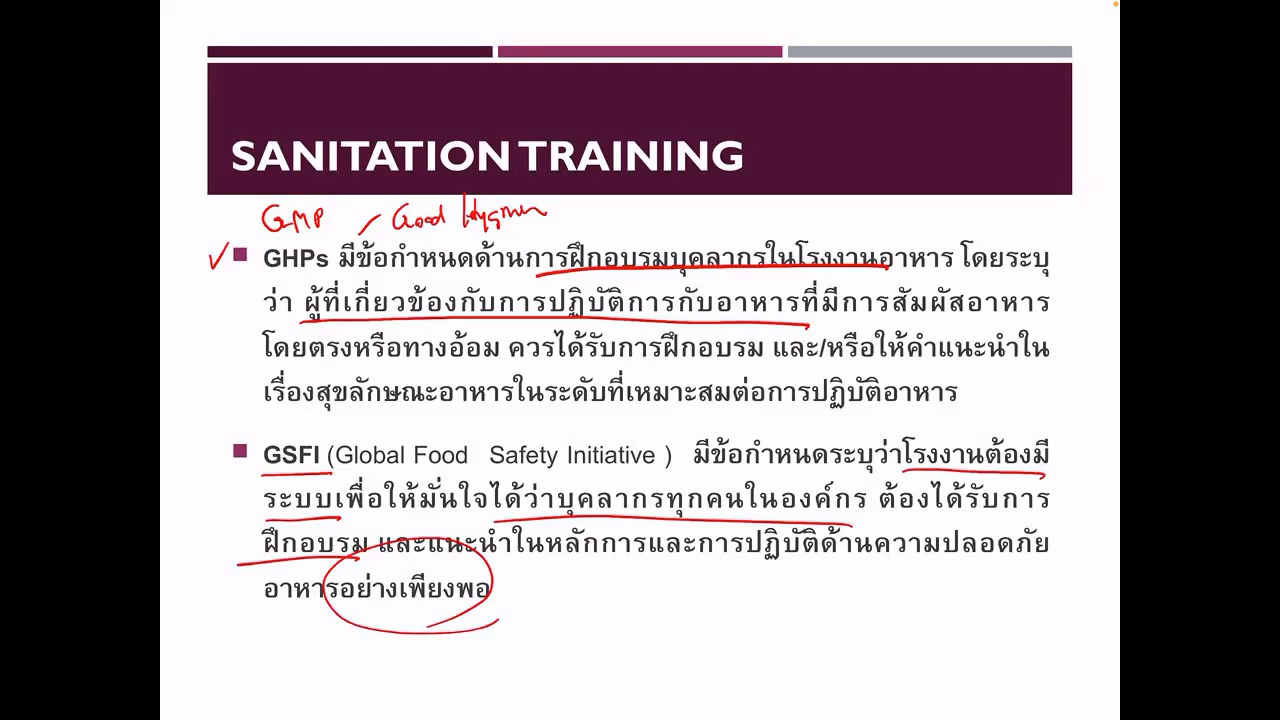 SANITATION TRAINING
GMP Good Hygiene
GHPs มีข้อกำหนดด้านการฝึกอบรมบุคลากรในโรงงานอาหาร โดยระบุ
ว่า ผู้ที่เกี่ยวข้องกับการปฏิบัติการกับอาหารที่มีการสัมผัสอาหาร
โดยตรงหรือทางอ้อม ควรได้รับการฝึกอบรม และ/หรือให้คำแนะนำใน
เรื่องสุขลักษณะอาหารในระดับที่เหมาะสมต่อการปฏิบัติอาหาร
GSFI (Global Food Safety Initiative ) มีข้อกำหนดระบุว่าโรงงานต้องมี
ระบบเพื่อให้มั่นใจได้ว่าบุคลากรทุกคนในองค์กร ต้องได้รับการ
ฝึกอบรม และแนะนำในหลักการและการปฏิบัติด้านความปลอดภัย
อาหารอย่างเพียงพอ